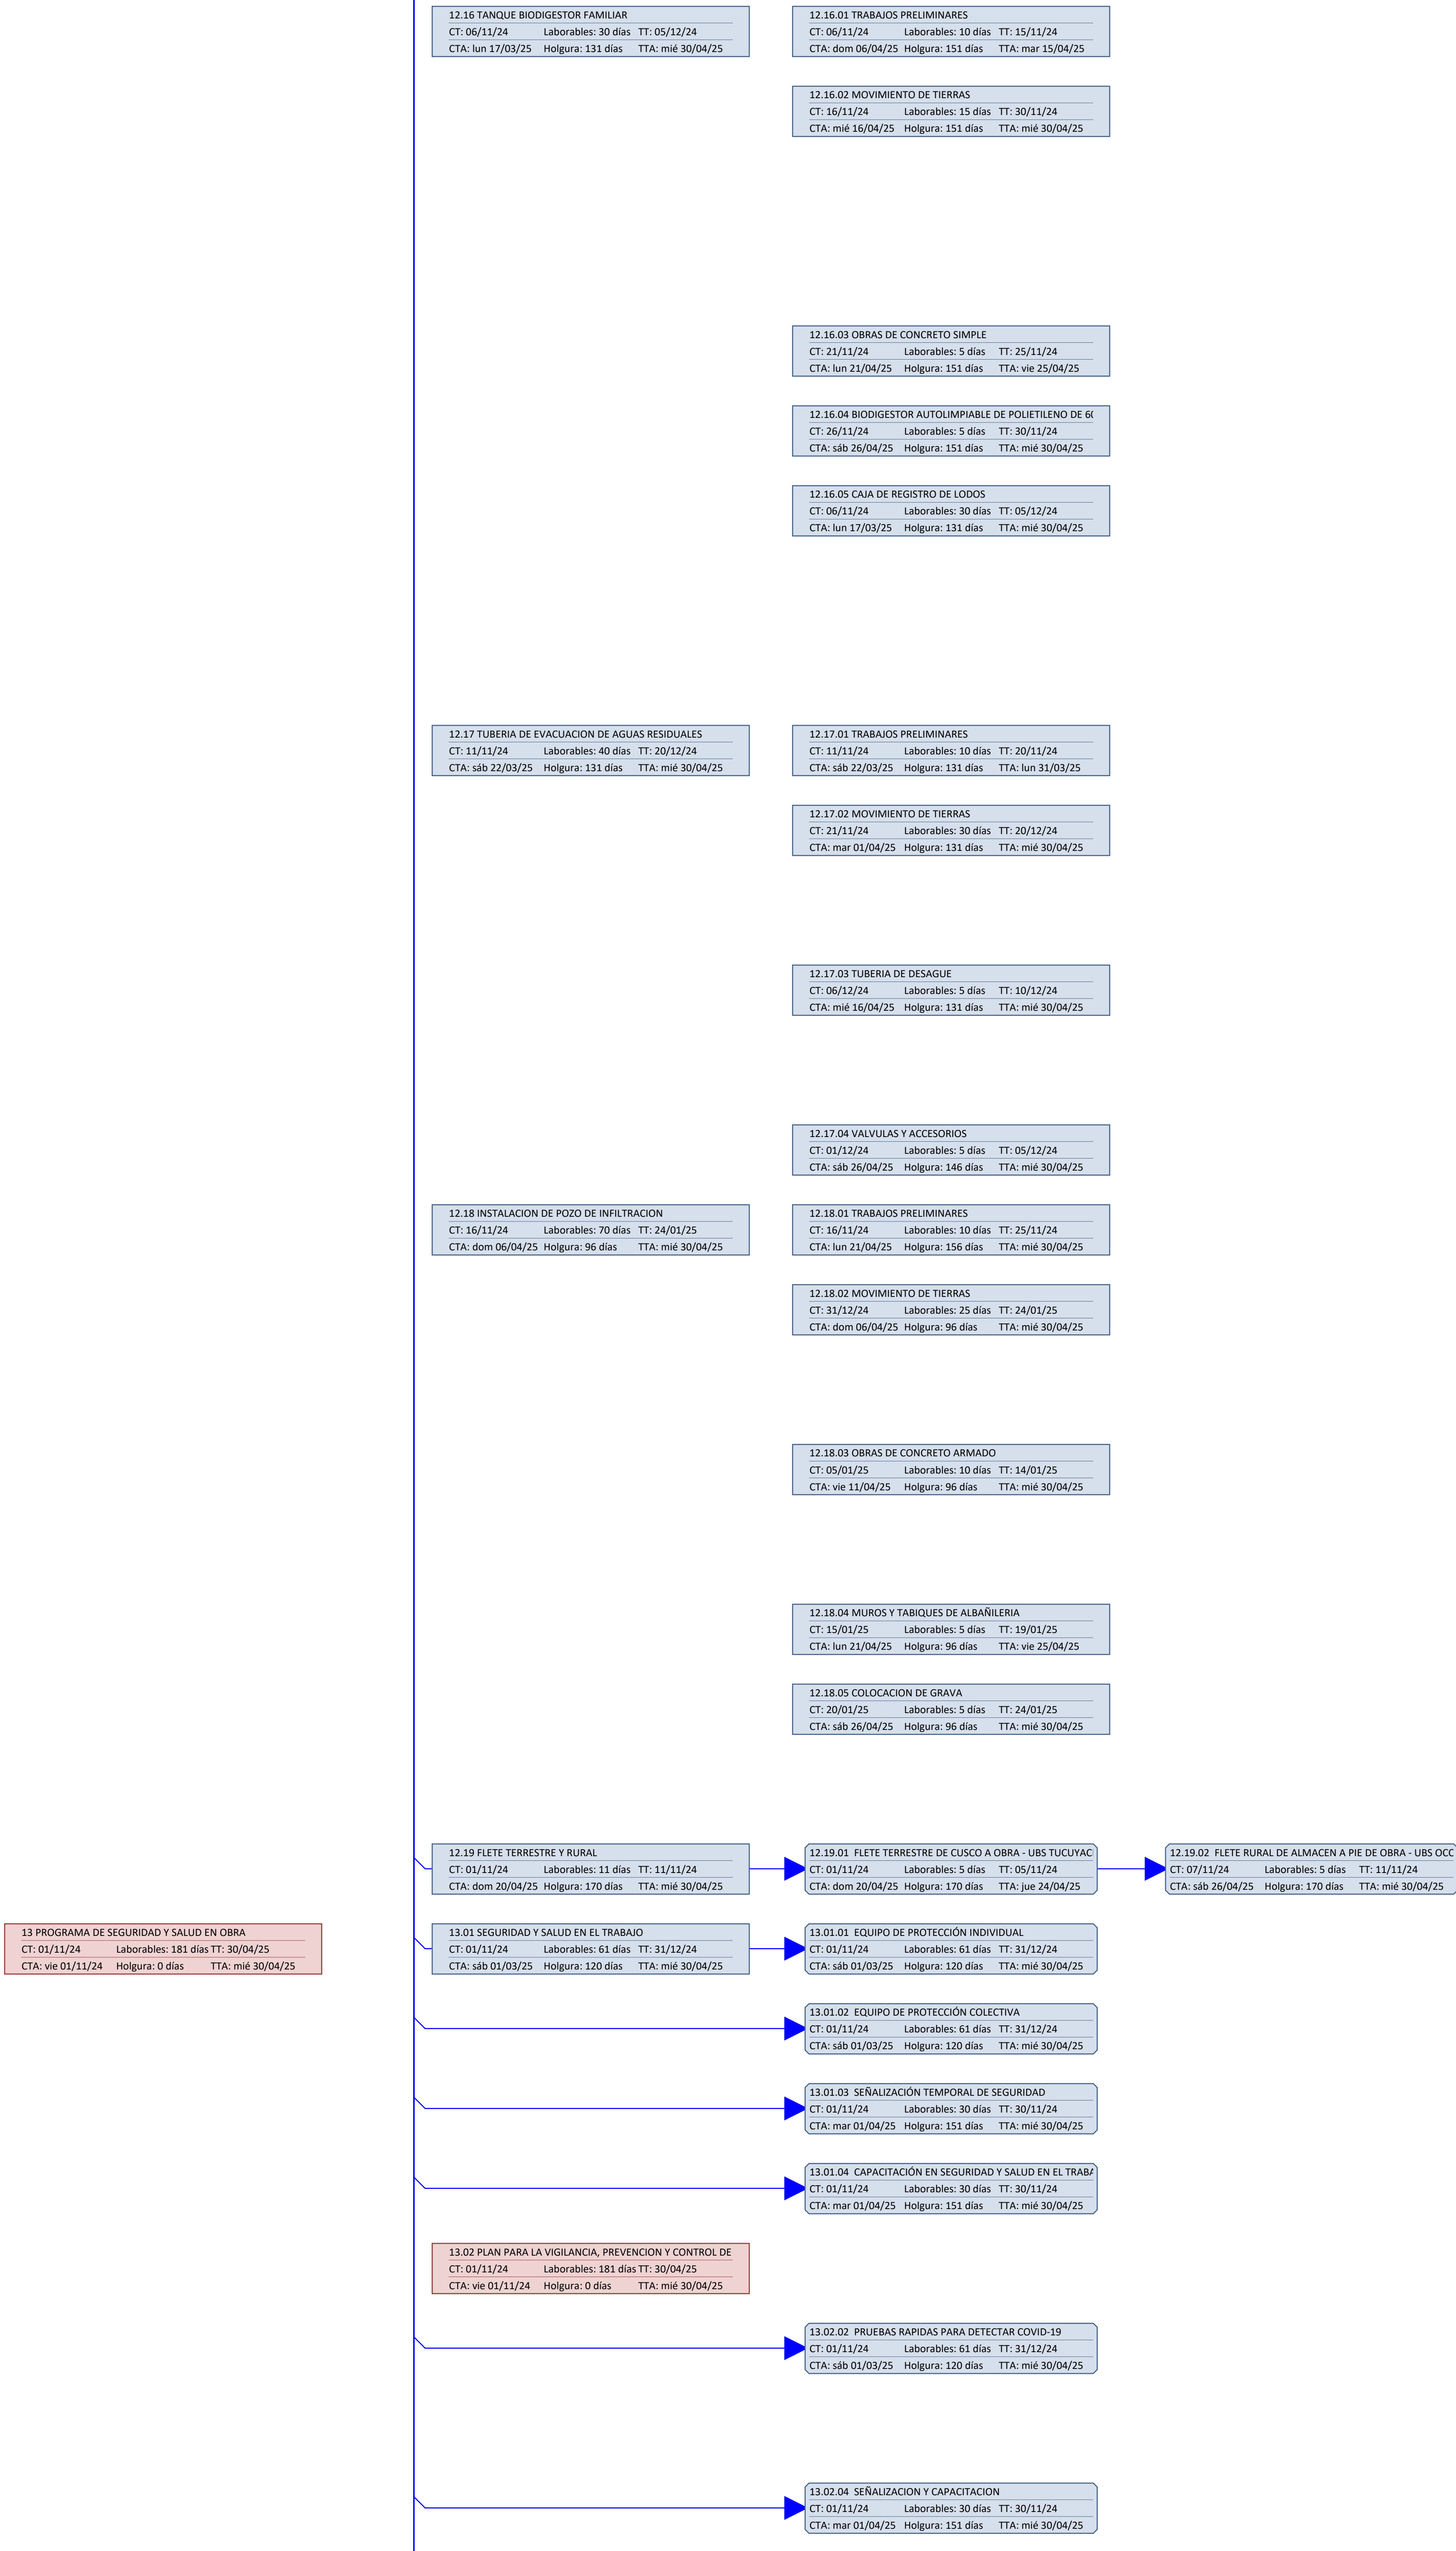 12.16 TANQUE BIODIGESTOR FAMILIAR
CT: 06/11/24 Laborables: 30 días TT: 05/12/24
CTA: lun 17/03/25 Holgura: 131 días TTA: mié 30/04/25
12.16.01 TRABAJOS PRELIMINARES
CT: 06/11/24 Laborables: 10 días TT: 15/11/24
CTA: dom 06/04/25 Holgura: 151 días TTA: mar 15/04/25
12.16.02 MOVIMIENTO DE TIERRAS
CT: 16/11/24 Laborables: 15 días TT: 30/11/24
CTA: mié 16/04/25 Holgura: 151 días TTA: mié 30/04/25
12.16.03 OBRAS DE CONCRETO SIMPLE
CT: 21/11/24 Laborables: 5 días TT: 25/11/24
CTA: lun 21/04/25 Holgura: 151 días TTA: vie 25/04/25
12.16.04 BIODIGESTOR AUTOLIMPIABLE DE POLIETILENO DE
CT: 26/11/24 Laborables: 5 días TT: 30/11/24
CTA: sáb 26/04/25 Holgura: 151 días TTA: mié 30/04/25
12.16.05 CAJA DE REGISTRO DE LODOS
CT: 06/11/24 Laborables: 30 días TT: 05/12/24
CTA: lun 17/03/25 Holgura: 131 días TTA: mié 30/04/25
12.17 TUBERIA DE EVACUACION DE AGUAS RESIDUALES
CT: 11/11/24 Laborables: 40 días TT: 20/12/24
CTA: sáb 22/03/25 Holgura: 131 días TTA: mié 30/04/25
12.17.01 TRABAJOS PRELIMINARES
CT: 11/11/24 Laborables: 10 días TT: 20/11/24
CTA: sáb 22/03/25 Holgura: 131 días TTA: lun 31/03/25
12.17.02 MOVIMIENTO DE TIERRAS
CT: 21/11/24 Laborables: 30 días TT: 20/12/24
CTA: mar 01/04/25 Holgura: 131 días TTA: mié 30/04/25
12.17.03 TUBERIA DE DESAGUE
CT: 06/12/24 Laborables: 5 días TT: 10/12/24
CTA: mié 16/04/25 Holgura: 131 días TTA: mié 30/04/25
12.17.04 VALVULAS Y ACCESORIOS
CT: 01/12/24 Laborables: 5 días TT: 05/12/24
CTA: sáb 26/04/25 Holgura: 146 días TTA: mié 30/04/25
12.18 INSTALACION DE POZO DE INFILTRACION
CT: 16/11/24 Laborables: 70 días TT: 24/01/25
CTA: dom 06/04/25 Holgura: 96 días TTA: mié 30/04/25
12.18.01 TRABAJOS PRELIMINARES
CT: 16/11/24 Laborables: 10 días TT: 25/11/24
CTA: lun 21/04/25 Holgura: 156 días TTA: mié 30/04/25
12.18.02 MOVIMIENTO DE TIERRAS
CT: 31/12/24 Laborables: 25 días TT: 24/01/25
CTA: dom 06/04/25 Holgura: 96 días TTA: mié 30/04/25
12.18.03 OBRAS DE CONCRETO ARMADO
CT: 05/01/25 Laborables: 10 días TT: 14/01/25
CTA: vie 11/04/25 Holgura: 96 días TTA: mié 30/04/25
12.18.04 MUROS Y TABIQUES DE ALBAÑILERIA
CT: 15/01/25 Laborables: 5 días TT: 19/01/25
CTA: lun 21/04/25 Holgura: 96 días TTA: vie 25/04/25
12.18.05 COLOCACION DE GRAVA
CT: 20/01/25 Laborables: 5 días TT: 24/01/25
CTA: sáb 26/04/25 Holgura: 96 días TTA: mié 30/04/25
12.19 FLETE TERRESTRE Y RURAL
CT: 01/11/24 Laborables: 11 días TT: 11/11/24
CTA: dom 20/04/25 Holgura: 170 días TTA: mié 30/04/25
12.19.01 FLETE TERRESTRE DE CUSCO A OBRA - UBS TUCUYAC
CT: 01/11/24 Laborables: 5 días TT: 05/11/24
CTA: dom 20/04/25 Holgura: 170 días TTA: jue 24/04/25
12.19.02 FLETE RURAL DE ALMACEN A PIE DE OBRA - UBS OCC
CT: 07/11/24 Laborables: 5 días TT: 11/11/24
CTA: sáb 26/04/25 Holgura: 170 días TTA: mié 30/04/25
13 PROGRAMA DE SEGURIDAD Y SALUD EN OBRA
CT: 01/11/24 Laborables: 181 días TT: 30/04/25
CTA: vie 01/11/24 Holgura: 0 días TTA: mié 30/04/25
13.01 SEGURIDAD Y SALUD EN EL TRABAJO
CT: 01/11/24 Laborables: 61 días TT: 31/12/24
CTA: sáb 01/03/25 Holgura: 120 días TTA: mié 30/04/25
13.01.01 EQUIPO DE PROTECCIÓN INDIVIDUAL
CT: 01/11/24 Laborables: 61 días TT: 31/12/24
CTA: sáb 01/03/25 Holgura: 120 días TTA: mié 30/04/25
13.01.02 EQUIPO DE PROTECCIÓN COLECTIVA
CT: 01/11/24 Laborables: 61 días TT: 31/12/24
CTA: sáb 01/03/25 Holgura: 120 días TTA: mié 30/04/25
13.01.03 SEÑALIZACIÓN TEMPORAL DE SEGURIDAD
CT: 01/11/24 Laborables: 30 días TT: 30/11/24
CTA: mar 01/04/25 Holgura: 151 días TTA: mié 30/04/25
13.01.04 CAPACITACIÓN EN SEGURIDAD Y SALUD EN EL TRABA
CT: 01/11/24 Laborables: 30 días TT: 30/11/24
CTA: mar 01/04/25 Holgura: 151 días TTA: mié 30/04/25
13.02 PLAN PARA LA VIGILANCIA, PREVENCION Y CONTROL DE
CT: 01/11/24 Laborables: 181 días TT: 30/04/25
CTA: vie 01/11/24 Holgura: 0 días TTA: mié 30/04/25
13.02.02 PRUEBAS RAPIDAS PARA DETECTAR COVID-19
CT: 01/11/24 Laborables: 61 días TT: 31/12/24
CTA: sáb 01/03/25 Holgura: 120 días TTA: mié 30/04/25
13.02.04 SEÑALIZACION Y CAPACITACION
CT: 01/11/24 Laborables: 30 días TT: 30/11/24
CTA: mar 01/04/25 Holgura: 151 días TTA: mié 30/04/25